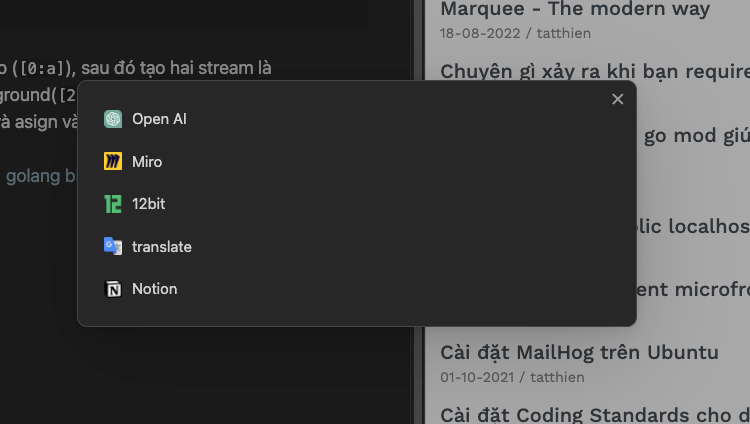 o ([0:a]), sau đó tạo hai stream là
ground([2
và asign và
golang bi
Open AI
Miro
12bit
translate
Notion
Marquee - The modern way
18-08-2022 / tatthien
Chuyện gì xảy ra khi bạn require
go mod giú
lic localhos
ent microfro
Cài đặt MailHog trên Ubuntu
01-10-2021 / tatthien
Cài đặt Coding Standards cho d